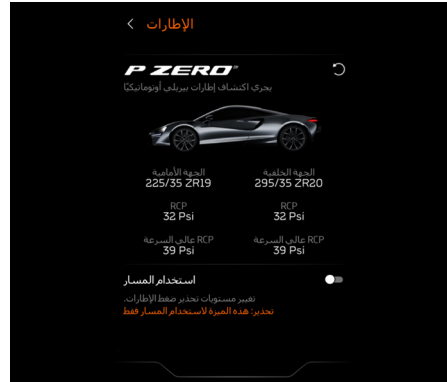 الإطارات
P ZERO™
يجري اكتشاف إطارات بيريلي أوتوماتيكيًا
الجهة الأمامية
225/35 ZR19
الجهة الخلفية
295/35 ZR20
RCP
32 Psi
RCP
32 Psi
RCP عالي السرعة
39 Psi
RCP عالي السرعة
39 Psi
استخدام المسار
تغيير مستويات تحذير ضغط الإطارات.
تحذير: هذه الميزة لاستخدام المسار فقط